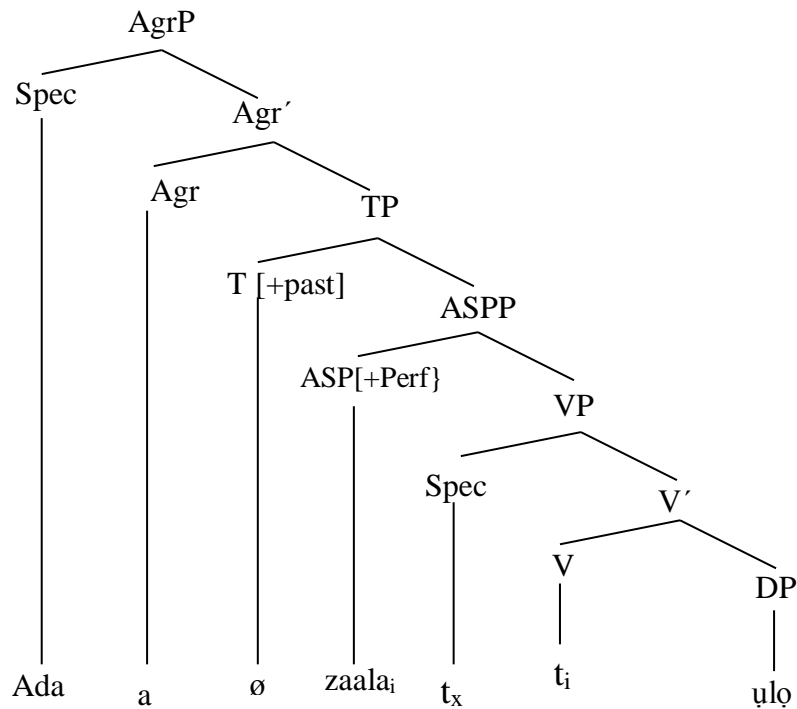 AgrP
Spec
Agr´
Agr
TP
T [+past]
ASPP
ASP[+Perf}
VP
Spec
V´
V
DP
Ada a ø zaalaᵢ tₓ tᵢ ụlọ